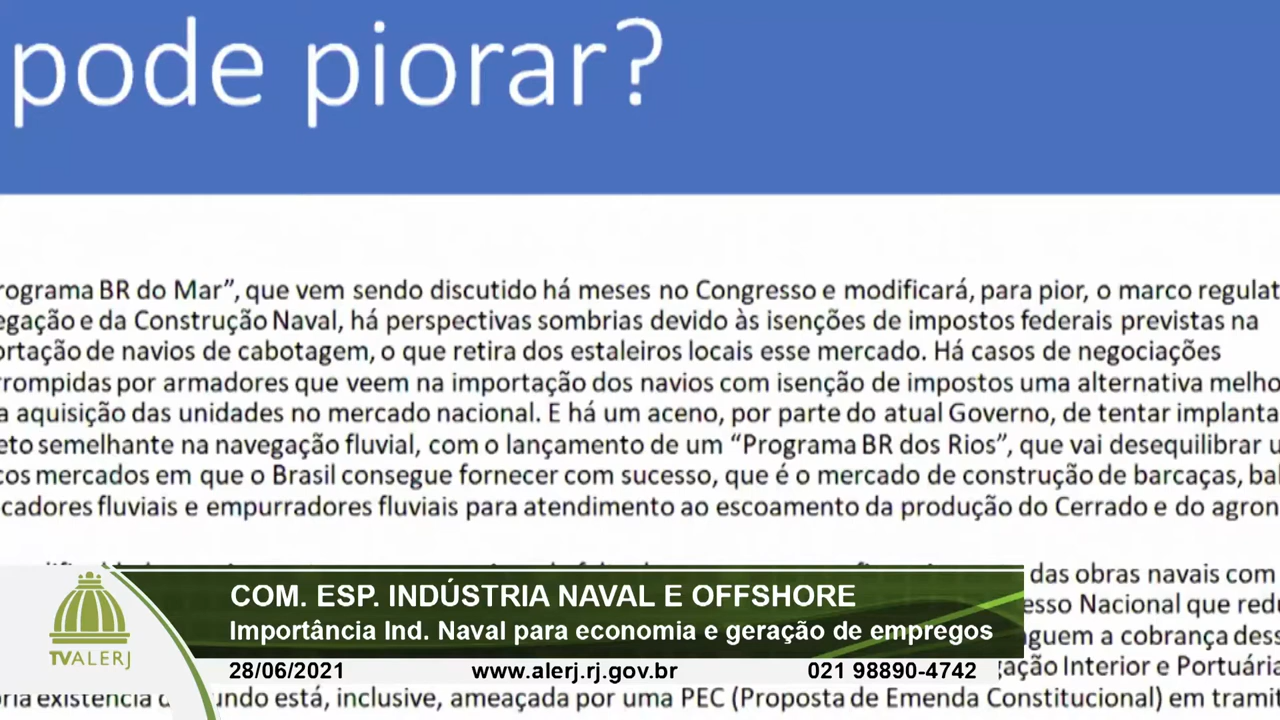 pode piorar?
rograma BR do Mar”, que vem sendo discutido há meses no Congresso e modificará, para pior, o marco regulat
egação e da Construção Naval, há perspectivas sombrias devido às isenções de impostos federais previstas na
ortação de navios de cabotagem, o que retira dos estaleiros locais esse mercado. Há casos de negociações
rrompidas por armadores que veem na importação dos navios com isenção de impostos uma alternativa melho
a aquisição das unidades no mercado nacional. E há um aceno, por parte do atual Governo, de tentar implanta
eto semelhante na navegação fluvial, com o lançamento de um “Programa BR dos Rios”, que vai desequilibrar u
cos mercados em que o Brasil consegue fornecer com sucesso, que é o mercado de construção de barcaças, bal
cadores fluviais e empurradores fluviais para atendimento ao escoamento da produção do Cerrado e do agron
das obras navais com
esso Nacional que redu
guem a cobrança dess
gação Interior e Portuária
ria existência undo está, inclusive, ameaçada por uma PEC (Proposta de Emenda Constitucional) em tramit
COM. ESP. INDÚSTRIA NAVAL E OFFSHORE
Importância Ind. Naval para economia e geração de empregos
TVALERJ
28/06/2021 www.alerj.rj.gov.br 021 98890-4742